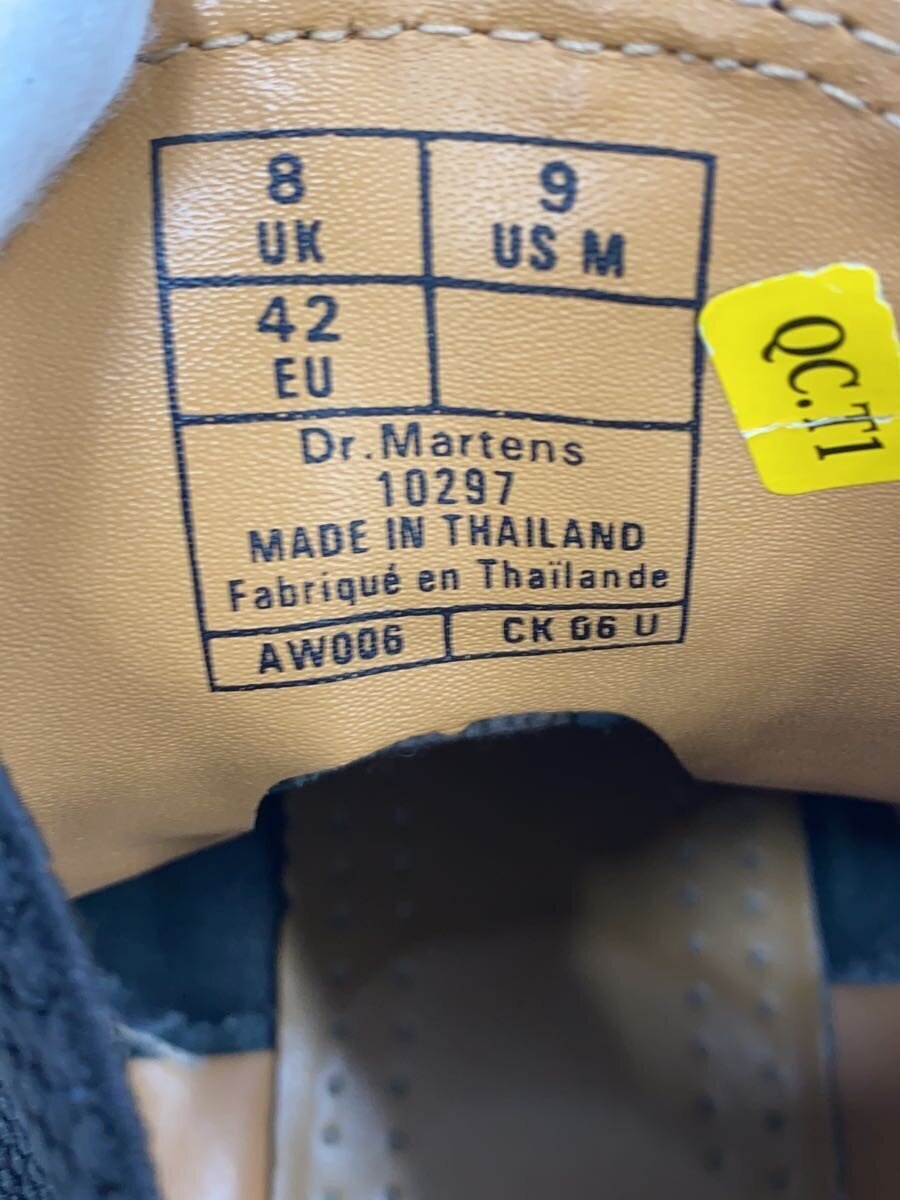 8
UK
9
US M
42
EU
Dr.Martens
10297
MADE IN THAILAND
Fabriqué en Thaïlande
AW006
CK 06 U
QC.T1